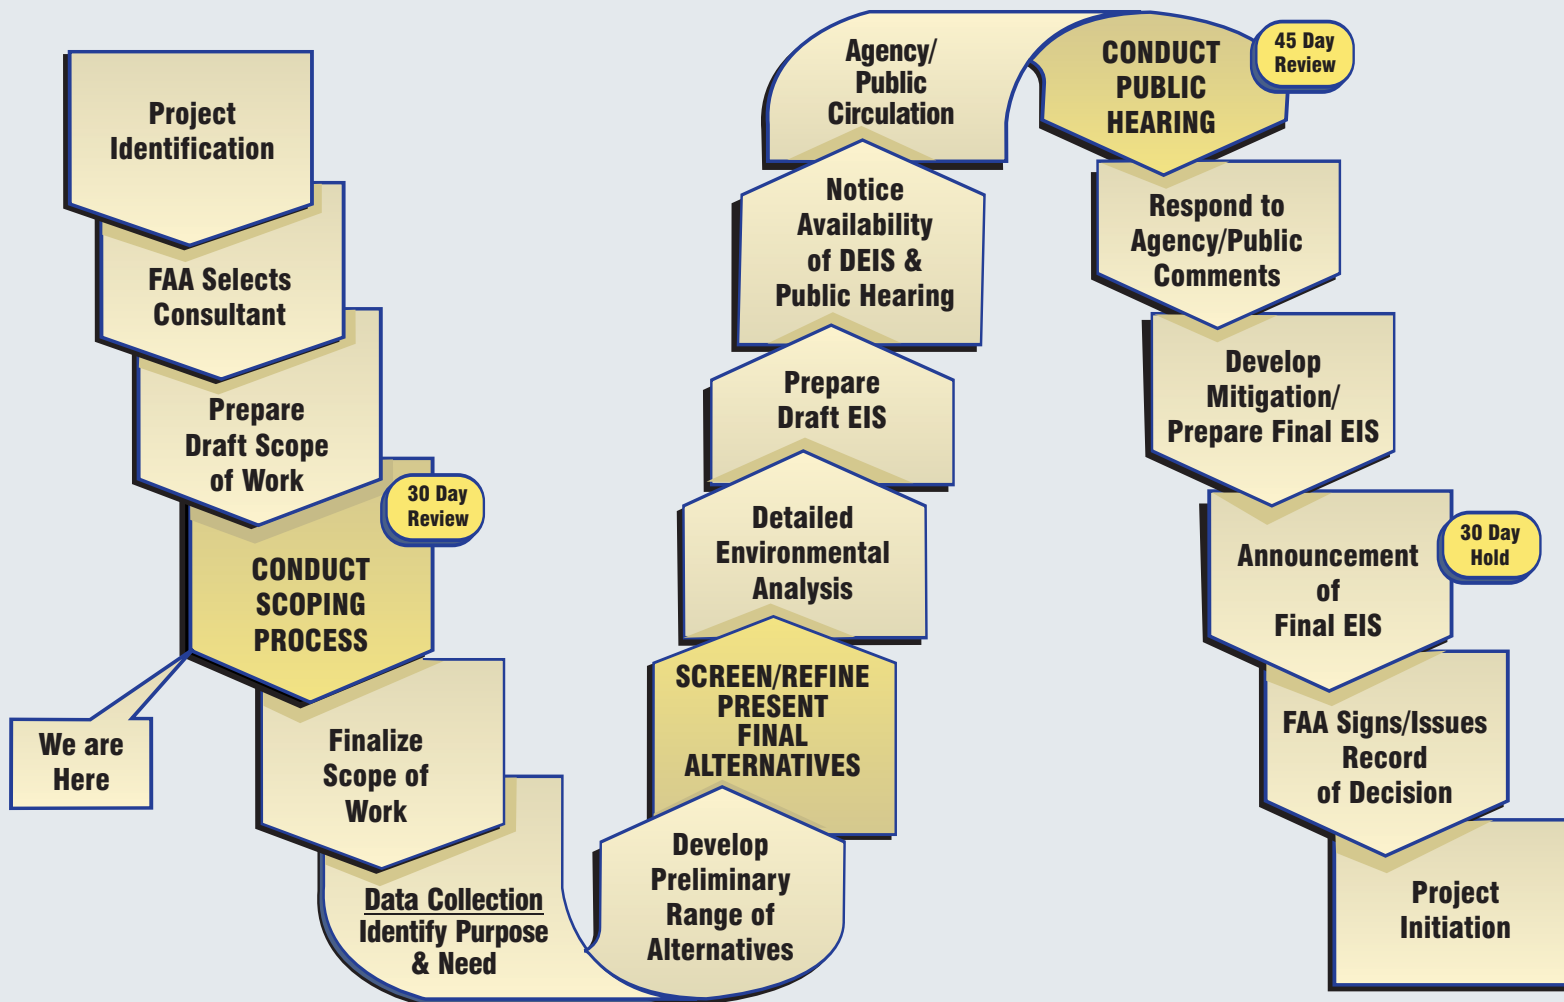 Project
Identification
FAA Selects
Consultant
Prepare
Draft Scope
of Work
30 Day
Review
CONDUCT
SCOPING
PROCESS
We are
Here
Finalize
Scope of
Work
Data Collection
Identify Purpose
& Need
Develop
Preliminary
Range of
Alternatives
SCREEN/REFINE
PRESENT
FINAL
ALTERNATIVES
Detailed
Environmental
Analysis
Prepare
Draft EIS
Notice
Availability
of DEIS &
Public Hearing
Agency/
Public
Circulation
CONDUCT
PUBLIC
HEARING
45 Day
Review
Respond to
Agency/Public
Comments
Develop
Mitigation/
Prepare Final EIS
Announcement
of
Final EIS
30 Day
Hold
FAA Signs/Issues
Record
of Decision
Project
Initiation